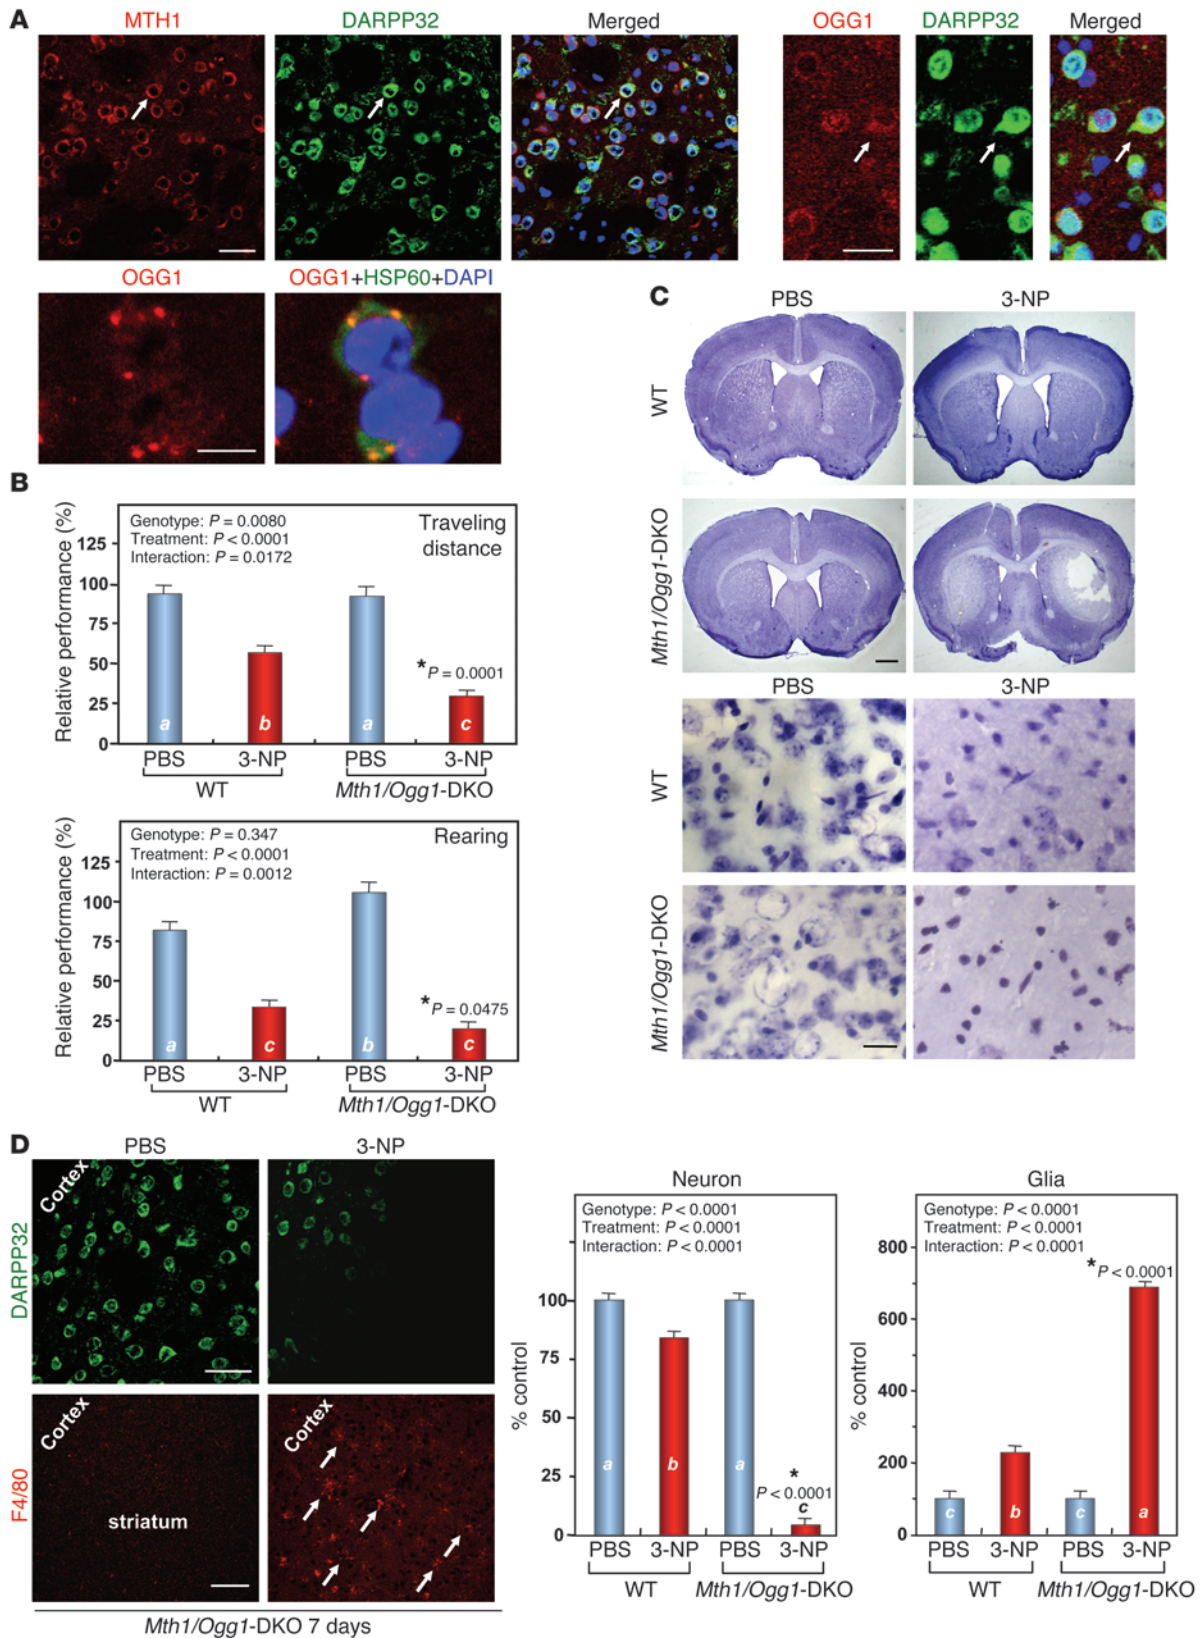 A
MTH1 DARPP32 Merged OGG1 DARPP32 Merged
OGG1 OGG1+HSP60+DAPI
B
Genotype: P = 0.0080
Treatment: P < 0.0001
Interaction: P = 0.0172
Traveling
distance
Relative performance (%)
125
100
75
50
25
0
*P = 0.0001
a b a c
PBS 3-NP PBS 3-NP
WT Mth1/Ogg1-DKO
Genotype: P = 0.347
Treatment: P < 0.0001
Interaction: P = 0.0012
Rearing
Relative performance (%)
125
100
75
50
25
0
*P = 0.0475
a c b c
PBS 3-NP PBS 3-NP
WT Mth1/Ogg1-DKO
C
PBS 3-NP
WT
Mth1/Ogg1-DKO
PBS 3-NP
WT
Mth1/Ogg1-DKO
D
PBS 3-NP
DARPP32
Cortex
F4/80
Cortex
striatum
Cortex
Mth1/Ogg1-DKO 7 days
Neuron
Genotype: P < 0.0001
Treatment: P < 0.0001
Interaction: P < 0.0001
% control
100
75
50
25
0
*
P < 0.0001
a b a c
PBS 3-NP PBS 3-NP
WT Mth1/Ogg1-DKO
Glia
Genotype: P < 0.0001
Treatment: P < 0.0001
Interaction: P < 0.0001
% control
800
600
400
200
0
*P < 0.0001
c b c a
PBS 3-NP PBS 3-NP
WT Mth1/Ogg1-DKO